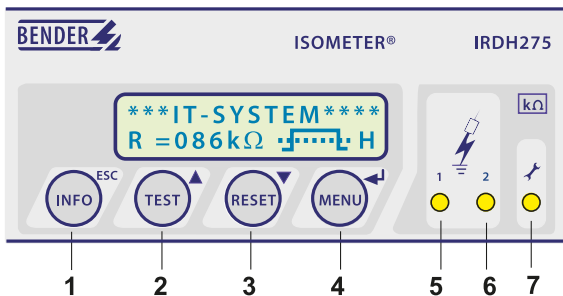 BENDER
ISOMETER® IRDH275
***IT-SYSTEM****
R =086kΩ H
kΩ
ESC
INFO TEST RESET MENU
1 2
1 2 3 4 5 6 7